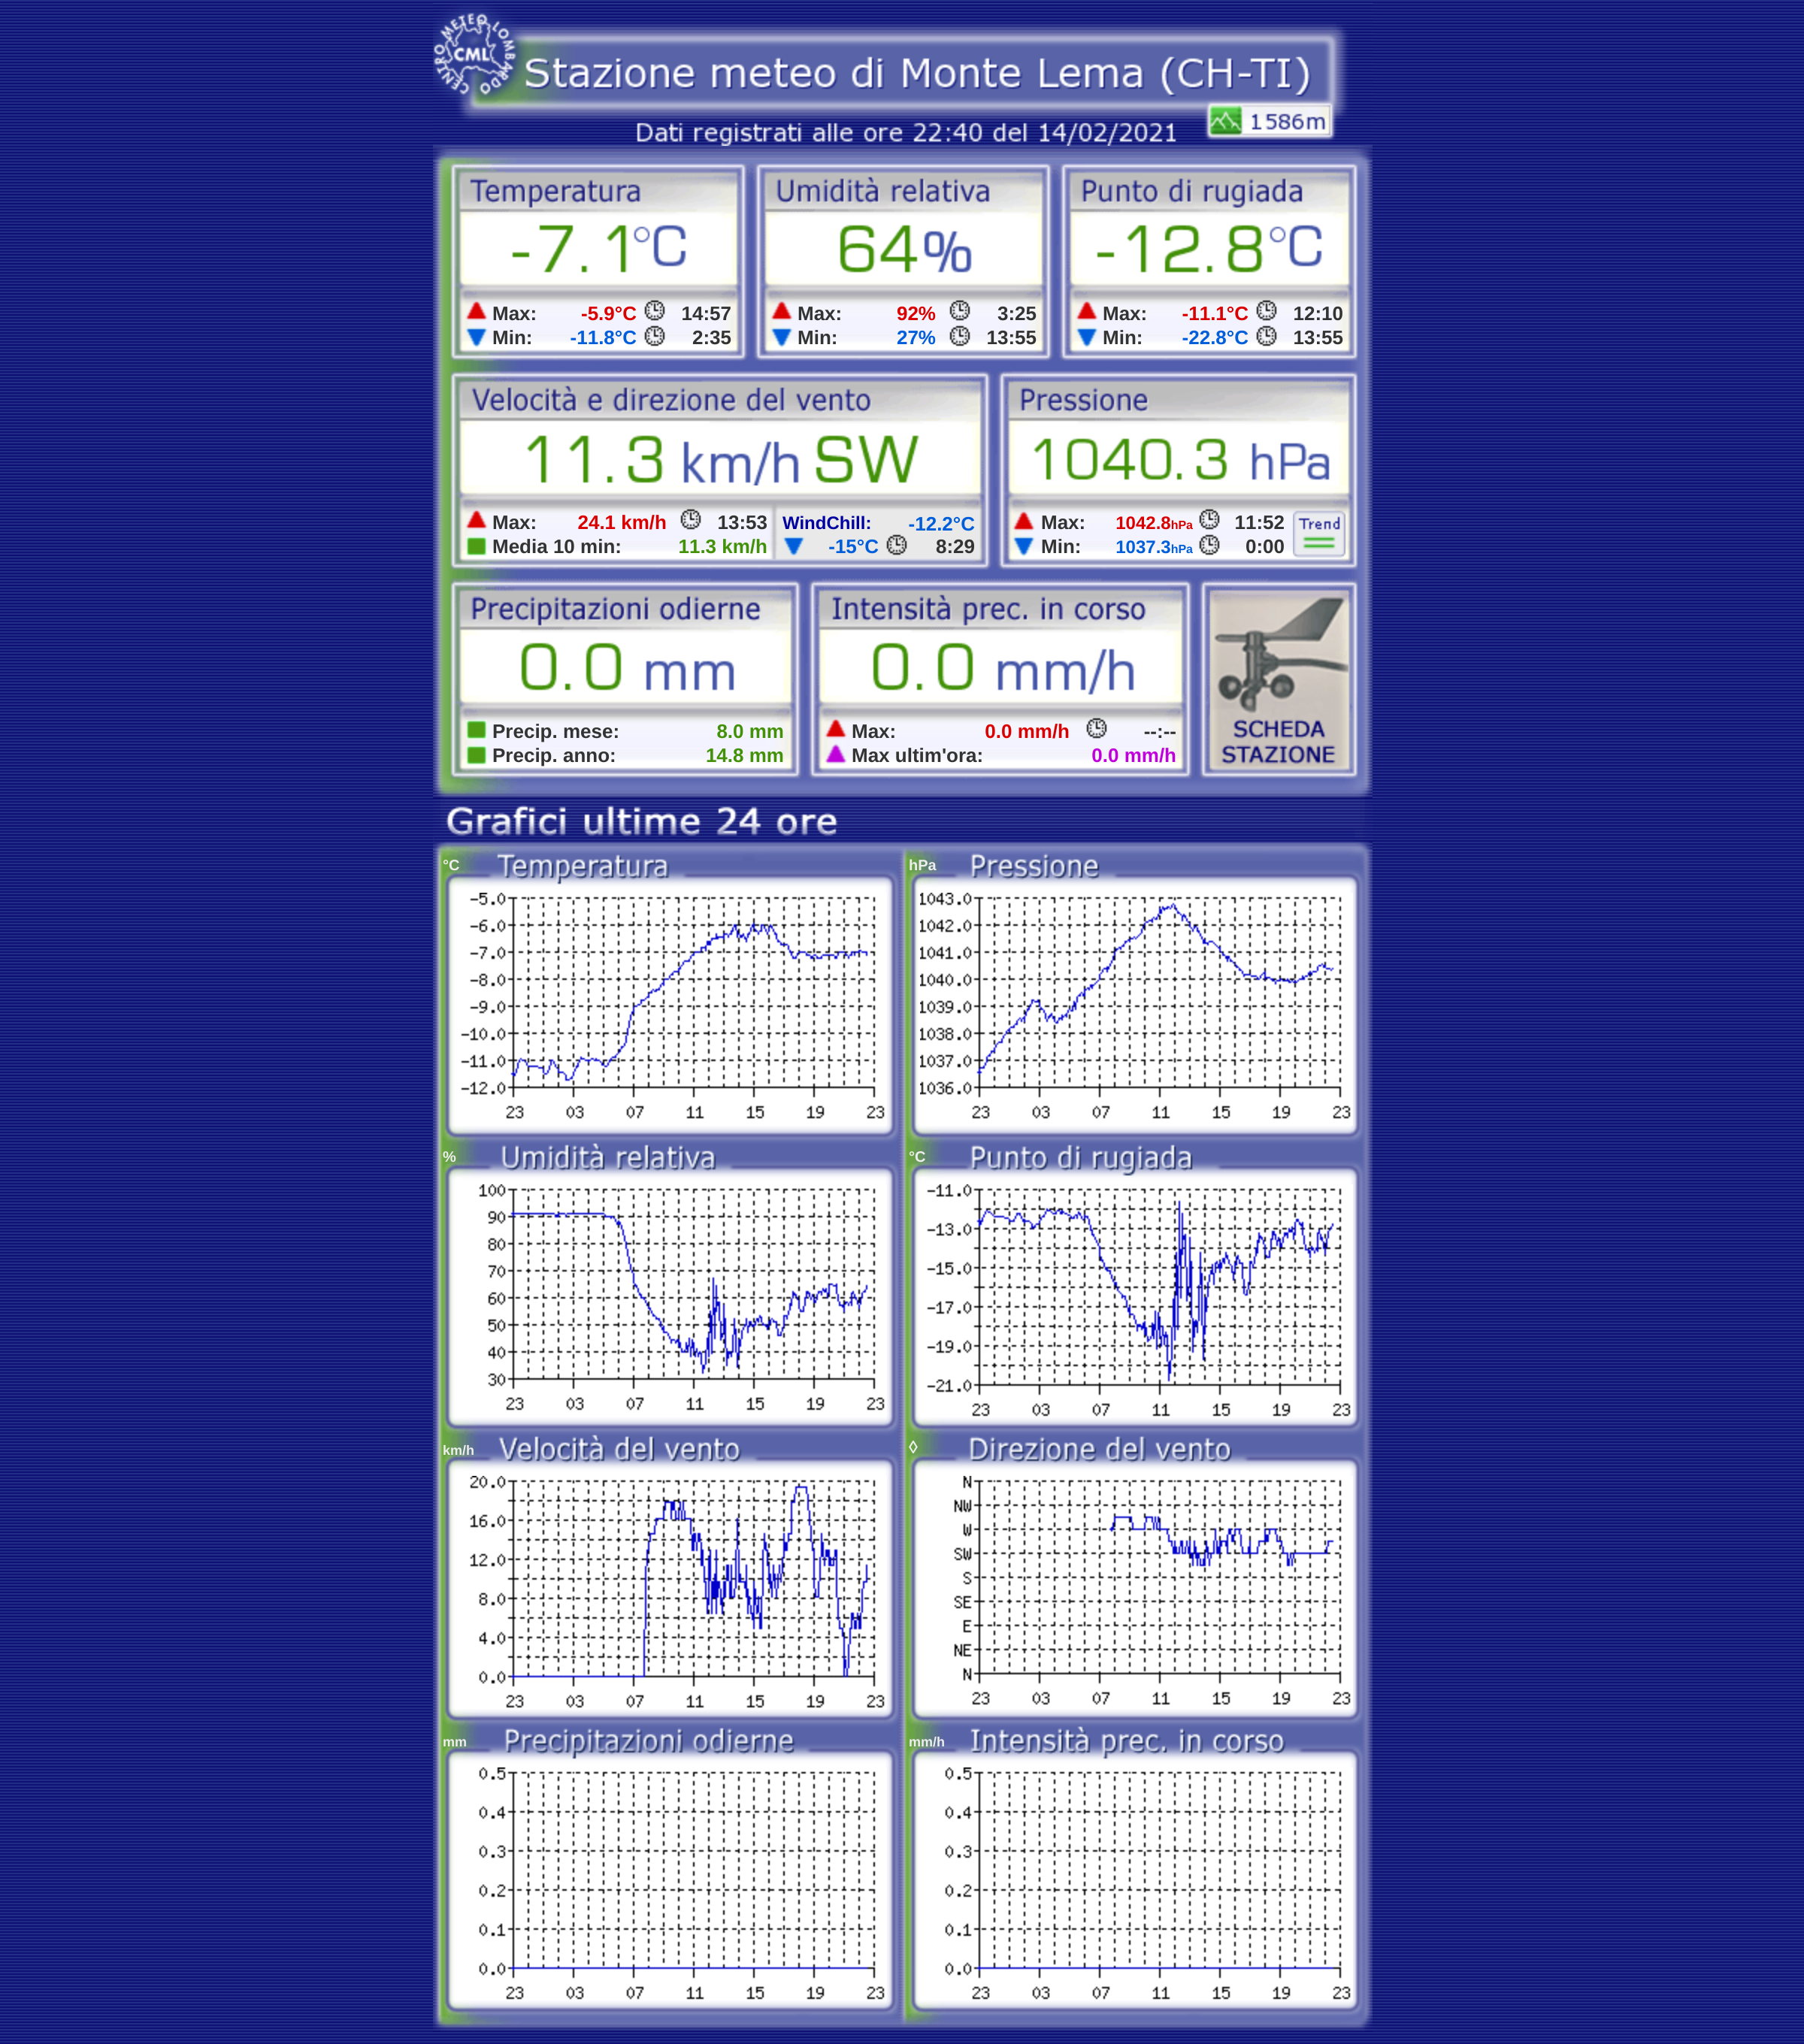 CENTRO METEO LOMBARDO
CML
Stazione meteo di Monte Lema (CH-TI)
1586m
Dati registrati alle ore 22:40 del 14/02/2021
Temperatura Umidità relativa Punto di rugiada
-7.1°C 64% -12.8°C
Max: -5.9°C 14:57 Max: 92% 3:25 Max: -11.1°C 12:10
Min: -11.8°C 2:35 Min: 27% 13:55 Min: -22.8°C 13:55
Velocità e direzione del vento Pressione
11.3 km/h SW 1040.3 hPa
Max: 24.1 km/h 13:53 WindChill: -12.2°C Max: 1042.8hPa 11:52 Trend
Media 10 min: 11.3 km/h -15°C 8:29 Min: 1037.3hPa 0:00
Precipitazioni odierne Intensità prec. in corso
0.0 mm 0.0 mm/h
Precip. mese: 8.0 mm Max: 0.0 mm/h --:-- SCHEDA
Precip. anno: 14.8 mm Max ultim'ora: 0.0 mm/h STAZIONE
Grafici ultime 24 ore
°C Temperatura
-5.0
-6.0
-7.0
-8.0
-9.0
-10.0
-11.0
-12.0
23 03 07 11 15 19 23
hPa Pressione
1043.0
1042.0
1041.0
1040.0
1039.0
1038.0
1037.0
1036.0
23 03 07 11 15 19 23
% Umidità relativa
100
90
80
70
60
50
40
30
23 03 07 11 15 19 23
°C Punto di rugiada
-11.0
-13.0
-15.0
-17.0
-19.0
-21.0
23 03 07 11 15 19 23
km/h Velocità del vento
20.0
16.0
12.0
8.0
4.0
0.0
23 03 07 11 15 19 23
◊ Direzione del vento
N
NW
W
SW
S
SE
E
NE
N
23 03 07 11 15 19 23
mm Precipitazioni odierne
0.5
0.4
0.3
0.2
0.1
0.0
23 03 07 11 15 19 23
mm/h Intensità prec. in corso
0.5
0.4
0.3
0.2
0.1
0.0
23 03 07 11 15 19 23